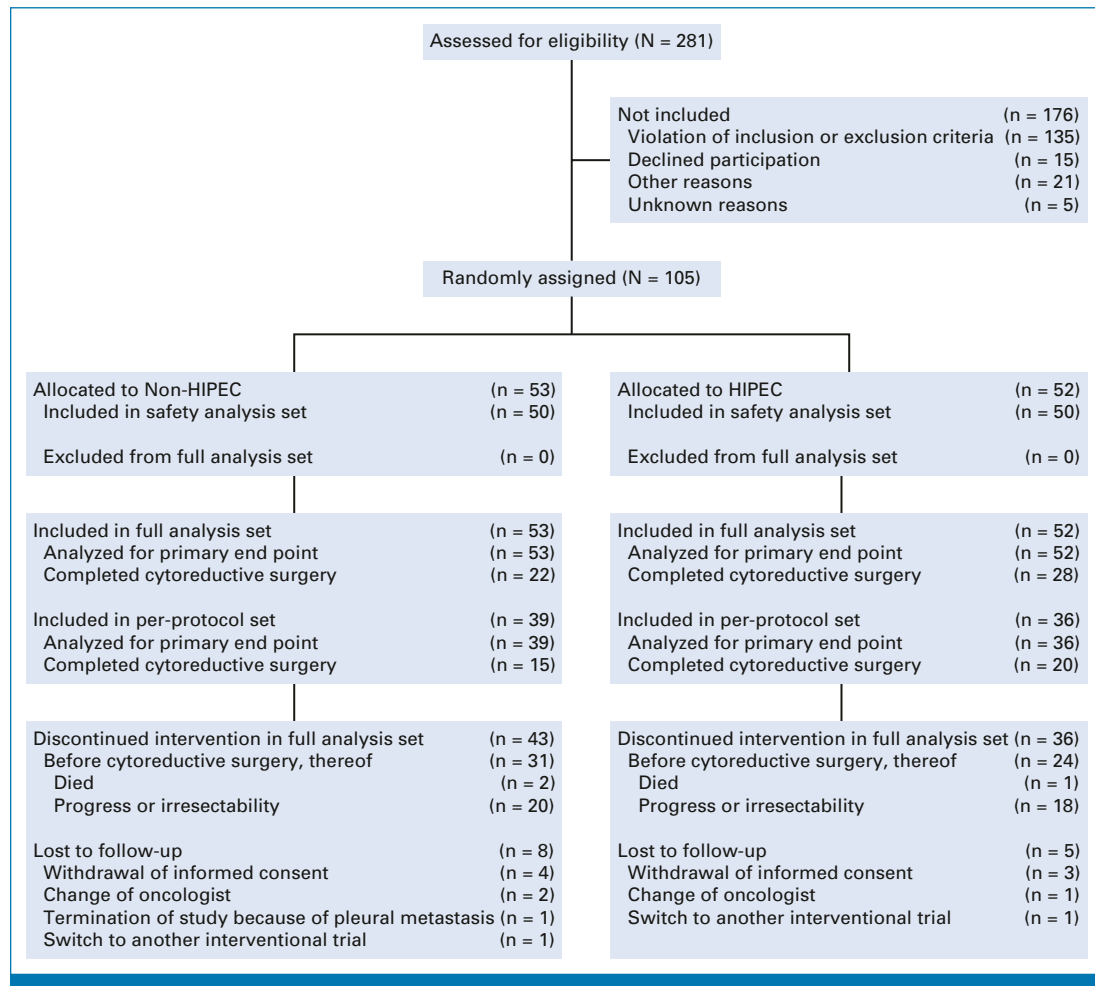 Assessed for eligibility (N = 281)
Not included (n = 176)
Violation of inclusion or exclusion criteria (n = 135)
Declined participation (n = 15)
Other reasons (n = 21)
Unknown reasons (n = 5)
Randomly assigned (N = 105)
Allocated to Non-HIPEC (n = 53)
Included in safety analysis set (n = 50)
Excluded from full analysis set (n = 0)
Allocated to HIPEC (n = 52)
Included in safety analysis set (n = 50)
Excluded from full analysis set (n = 0)
Included in full analysis set (n = 53)
Analyzed for primary end point (n = 53)
Completed cytoreductive surgery (n = 22)
Included in per-protocol set (n = 39)
Analyzed for primary end point (n = 39)
Completed cytoreductive surgery (n = 15)
Included in full analysis set (n = 52)
Analyzed for primary end point (n = 52)
Completed cytoreductive surgery (n = 28)
Included in per-protocol set (n = 36)
Analyzed for primary end point (n = 36)
Completed cytoreductive surgery (n = 20)
Discontinued intervention in full analysis set (n = 43)
Before cytoreductive surgery, thereof (n = 31)
Died (n = 2)
Progress or irresectability (n = 20)
Lost to follow-up (n = 8)
Withdrawal of informed consent (n = 4)
Change of oncologist (n = 2)
Termination of study because of pleural metastasis (n = 1)
Switch to another interventional trial (n = 1)
Discontinued intervention in full analysis set (n = 36)
Before cytoreductive surgery, thereof (n = 24)
Died (n = 1)
Progress or irresectability (n = 18)
Lost to follow-up (n = 5)
Withdrawal of informed consent (n = 3)
Change of oncologist (n = 1)
Switch to another interventional trial (n = 1)